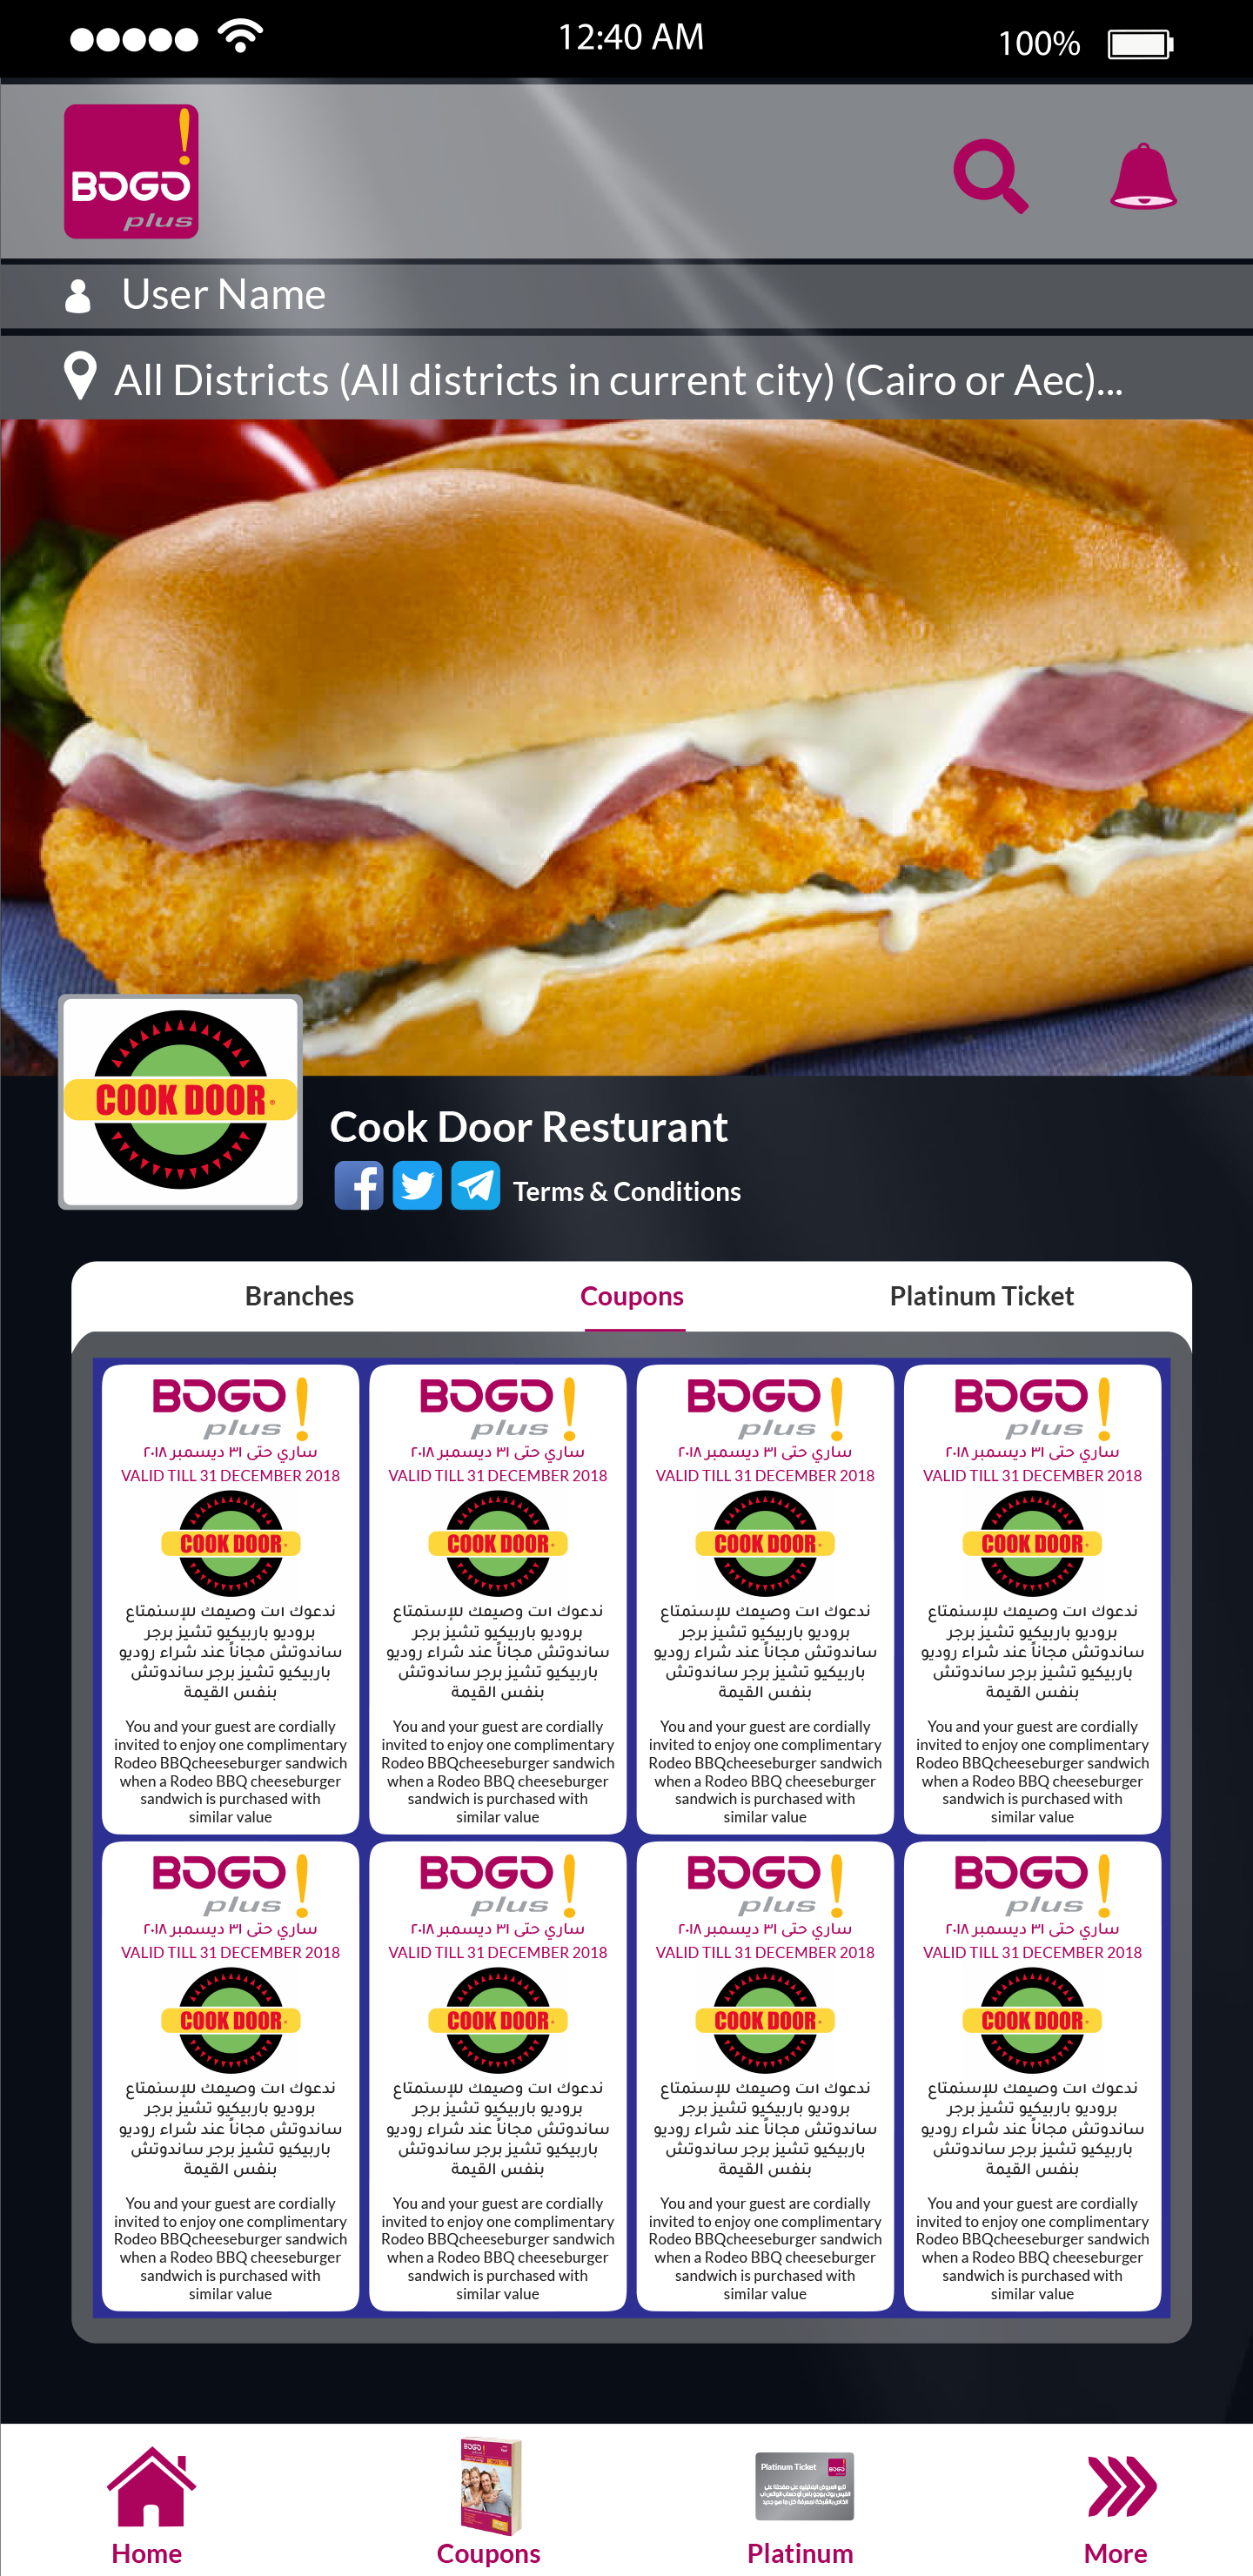 12:40 AM
100%
BOGO!
plus
User Name
All Districts (All districts in current city) (Cairo or Aec)...
COOK DOOR®
Cook Door Resturant
Terms & Conditions
Branches
Coupons
Platinum Ticket
BOGO!
plus
ساري حتى ٣١ ديسمبر ٢٠١٨
VALID TILL 31 DECEMBER 2018
COOK DOOR
ندعوك انت وضيفك للإستمتاع
بروديو باربيكيو تشيز برجر
ساندوتش مجاناً عند شراء روديو
باربيكيو تشيز برجر ساندوتش
بنفس القيمة
You and your guest are cordially
invited to enjoy one complimentary
Rodeo BBQcheeseburger sandwich
when a Rodeo BBQ cheeseburger
sandwich is purchased with
similar value
BOGO!
plus
ساري حتى ٣١ ديسمبر ٢٠١٨
VALID TILL 31 DECEMBER 2018
COOK DOOR
ندعوك انت وضيفك للإستمتاع
بروديو باربيكيو تشيز برجر
ساندوتش مجاناً عند شراء روديو
باربيكيو تشيز برجر ساندوتش
بنفس القيمة
You and your guest are cordially
invited to enjoy one complimentary
Rodeo BBQcheeseburger sandwich
when a Rodeo BBQ cheeseburger
sandwich is purchased with
similar value
BOGO!
plus
ساري حتى ٣١ ديسمبر ٢٠١٨
VALID TILL 31 DECEMBER 2018
COOK DOOR
ندعوك انت وضيفك للإستمتاع
بروديو باربيكيو تشيز برجر
ساندوتش مجاناً عند شراء روديو
باربيكيو تشيز برجر ساندوتش
بنفس القيمة
You and your guest are cordially
invited to enjoy one complimentary
Rodeo BBQcheeseburger sandwich
when a Rodeo BBQ cheeseburger
sandwich is purchased with
similar value
BOGO!
plus
ساري حتى ٣١ ديسمبر ٢٠١٨
VALID TILL 31 DECEMBER 2018
COOK DOOR
ندعوك انت وضيفك للإستمتاع
بروديو باربيكيو تشيز برجر
ساندوتش مجاناً عند شراء روديو
باربيكيو تشيز برجر ساندوتش
بنفس القيمة
You and your guest are cordially
invited to enjoy one complimentary
Rodeo BBQcheeseburger sandwich
when a Rodeo BBQ cheeseburger
sandwich is purchased with
similar value
BOGO!
plus
ساري حتى ٣١ ديسمبر ٢٠١٨
VALID TILL 31 DECEMBER 2018
COOK DOOR
ندعوك انت وضيفك للإستمتاع
بروديو باربيكيو تشيز برجر
ساندوتش مجاناً عند شراء روديو
باربيكيو تشيز برجر ساندوتش
بنفس القيمة
You and your guest are cordially
invited to enjoy one complimentary
Rodeo BBQcheeseburger sandwich
when a Rodeo BBQ cheeseburger
sandwich is purchased with
similar value
BOGO!
plus
ساري حتى ٣١ ديسمبر ٢٠١٨
VALID TILL 31 DECEMBER 2018
COOK DOOR
ندعوك انت وضيفك للإستمتاع
بروديو باربيكيو تشيز برجر
ساندوتش مجاناً عند شراء روديو
باربيكيو تشيز برجر ساندوتش
بنفس القيمة
You and your guest are cordially
invited to enjoy one complimentary
Rodeo BBQcheeseburger sandwich
when a Rodeo BBQ cheeseburger
sandwich is purchased with
similar value
BOGO!
plus
ساري حتى ٣١ ديسمبر ٢٠١٨
VALID TILL 31 DECEMBER 2018
COOK DOOR
ندعوك انت وضيفك للإستمتاع
بروديو باربيكيو تشيز برجر
ساندوتش مجاناً عند شراء روديو
باربيكيو تشيز برجر ساندوتش
بنفس القيمة
You and your guest are cordially
invited to enjoy one complimentary
Rodeo BBQcheeseburger sandwich
when a Rodeo BBQ cheeseburger
sandwich is purchased with
similar value
BOGO!
plus
ساري حتى ٣١ ديسمبر ٢٠١٨
VALID TILL 31 DECEMBER 2018
COOK DOOR
ندعوك انت وضيفك للإستمتاع
بروديو باربيكيو تشيز برجر
ساندوتش مجاناً عند شراء روديو
باربيكيو تشيز برجر ساندوتش
بنفس القيمة
You and your guest are cordially
invited to enjoy one complimentary
Rodeo BBQcheeseburger sandwich
when a Rodeo BBQ cheeseburger
sandwich is purchased with
similar value
BOGO!
Platinum Ticket
BOGO
Home
Coupons
Platinum
More